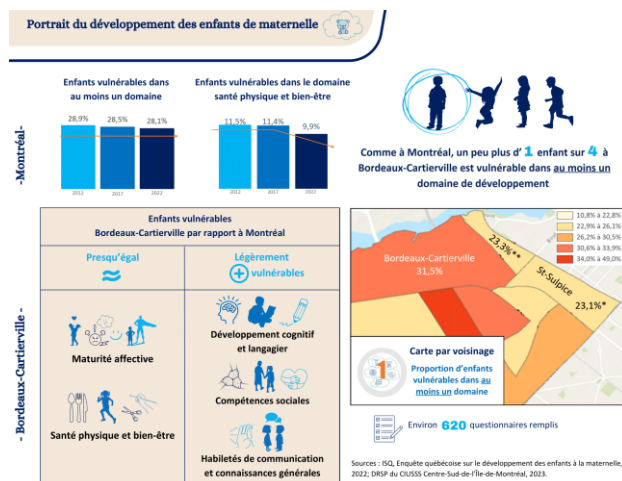 Portrait du développement des enfants de maternelle
-Montréal-
Enfants vulnérables dans
au moins un domaine
28,9%
28,5%
28,1%
2012
2017
2022
Enfants vulnérables dans le domaine
santé physique et bien-être
11,5%
11,4%
9,9%
2012
2017
2022
Comme à Montréal, un peu plus d' 1 enfant sur 4 à
Bordeaux-Cartierville est vulnérable dans au moins un
domaine de développement
- Bordeaux-Cartierville -
Enfants vulnérables
Bordeaux-Cartierville par rapport à Montréal
Presqu'égal
≈
Légèrement
+ vulnérables
Maturité affective
Santé physique et bien-être
Développement cognitif
et langagier
Compétences sociales
Habiletés de communication
et connaissances générales
10,8% à 22,8%
22,9% à 26,1%
26,2% à 30,5%
30,6% à 33,9%
34,0% à 49,0%
Bordeaux-Cartierville
31,5%
23,3%**
St-Sulpice
23,1%*
1
Carte par voisinage
Proportion d'enfants
vulnérables dans au
moins un domaine
Environ 620 questionnaires remplis
Sources : ISQ, Enquête québécoise sur le développement des enfants à la maternelle,
2022; DRSP du CIUSSS Centre-Sud-de-l'Île-de-Montréal, 2023.